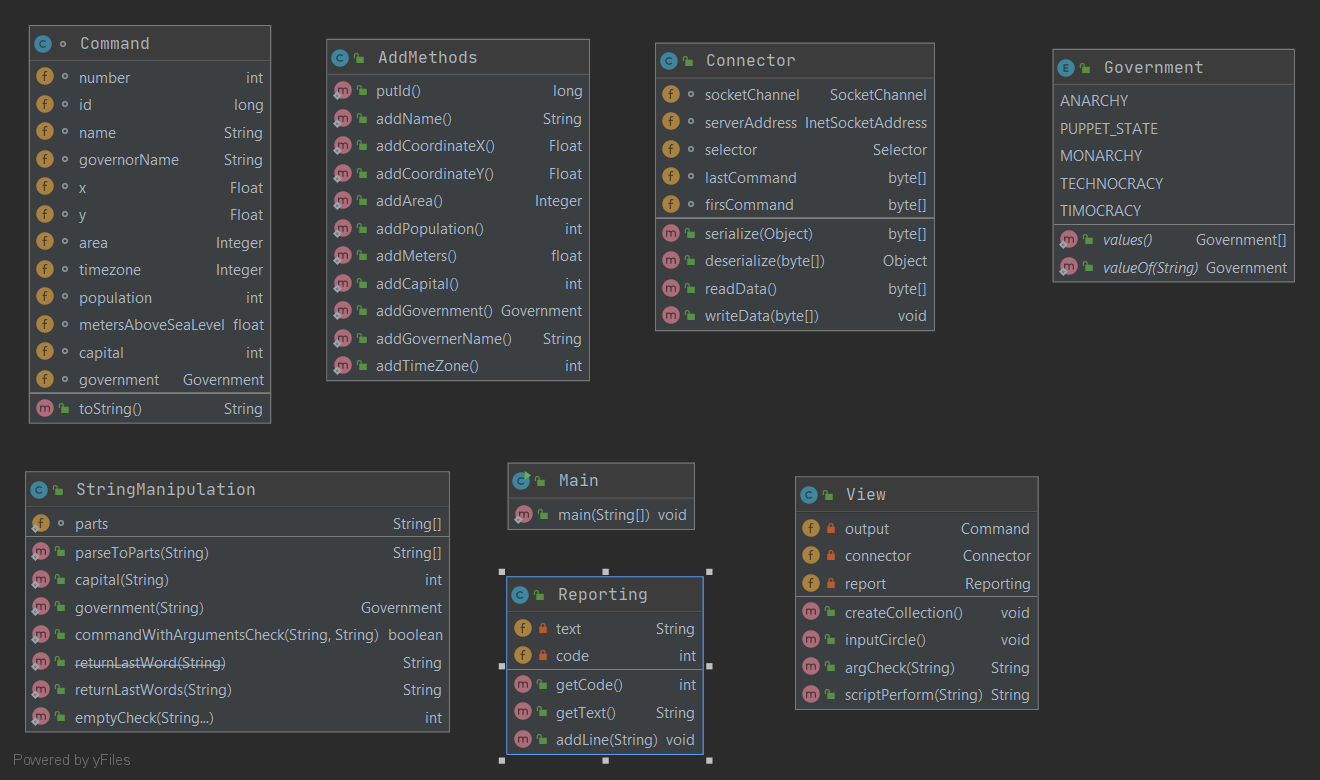 Command
number int
id long
name String
governorName String
x Float
y Float
area Integer
timezone Integer
population int
metersAboveSeaLevel float
capital int
government Government
toString() String
AddMethods
putId() long
addName() String
addCoordinateX() Float
addCoordinateY() Float
addArea() Integer
addPopulation() int
addMeters() float
addCapital() int
addGovernment() Government
addGovernerName() String
addTimeZone() int
Connector
socketChannel SocketChannel
serverAddress InetSocketAddress
selector Selector
lastCommand byte[]
firsCommand byte[]
serialize(Object) byte[]
deserialize(byte[]) Object
readData() byte[]
writeData(byte[]) void
Government
ANARCHY
PUPPET_STATE
MONARCHY
TECHNOCRACY
TIMOCRACY
values() Government[]
valueOf(String) Government
StringManipulation
parts String[]
parseToParts(String) String[]
capital(String) int
government(String) Government
commandWithArgumentsCheck(String, String) boolean
returnLastWord(String) String
returnLastWords(String) String
emptyCheck(String...) int
Main
main(String[]) void
Reporting
text String
code int
getCode() int
getText() String
addLine(String) void
View
output Command
connector Connector
report Reporting
createCollection() void
inputCircle() void
argCheck(String) String
scriptPerform(String) String
Powered by yFiles